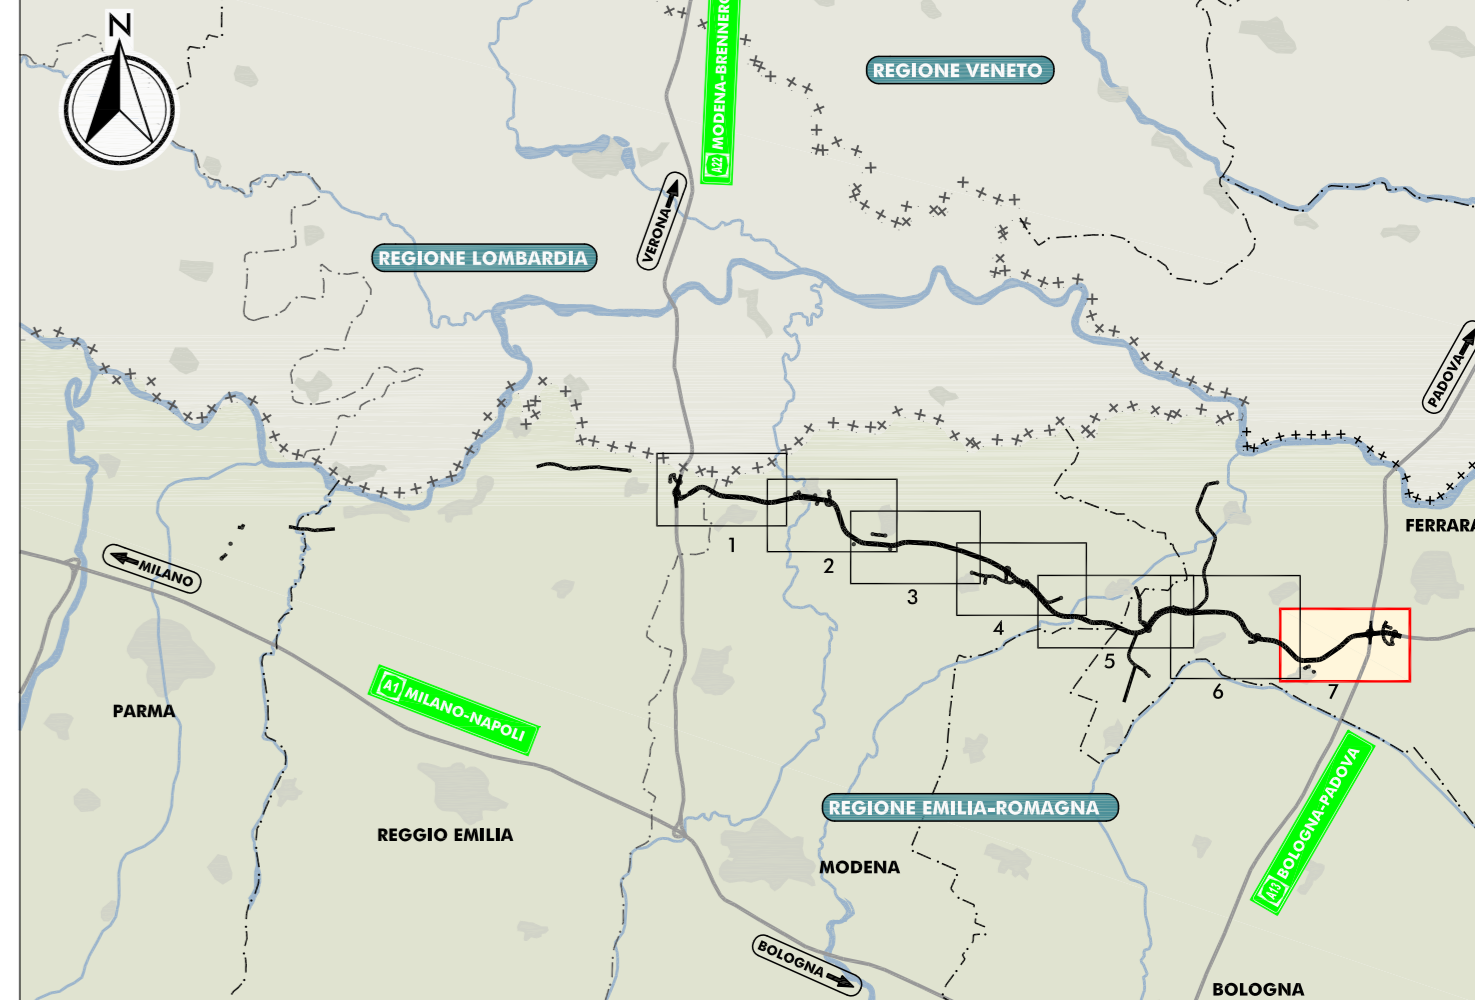 N
A22 MODENA-BRENNERO
REGIONE VENETO
VERONA
REGIONE LOMBARDIA
PADOVA
FERRARA
MILANO
1
2
3
4
5
6
7
PARMA
A1 MILANO-NAPOLI
REGIONE EMILIA-ROMAGNA
REGGIO EMILIA
MODENA
A13 BOLOGNA-PADOVA
BOLOGNA
BOLOGNA